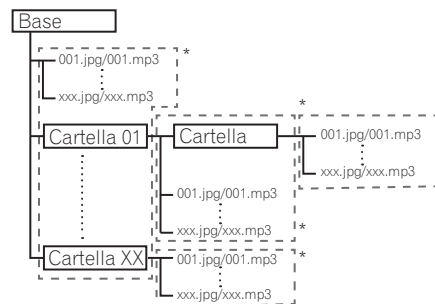 Base
001.jpg/001.mp3
xxx.jpg/xxx.mp3
*
Cartella 01
Cartella
*
001.jpg/001.mp3
xxx.jpg/xxx.mp3
001.jpg/001.mp3
xxx.jpg/xxx.mp3
*
Cartella XX
001.jpg/001.mp3
xxx.jpg/xxx.mp3
*